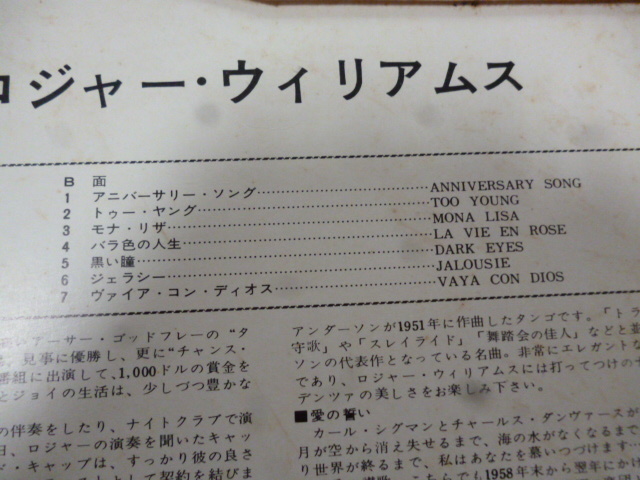 ロジャー・ウィリアムス
B 面
1 アニバーサリー・ソング ANNIVERSARY SONG
2 トゥー・ヤング TOO YOUNG
3 モナ・リザ MONA LISA
4 バラ色の人生 LA VIE EN ROSE
5 黒い瞳 DARK EYES
6 ジェラシー JALOUSIE
7 ヴァイア・コン・ディオス VAYA CON DIOS
アーサー・ゴッドフレーの“タ
見事に優勝し、更に“チャンス・
番組に出演して、1,000ドルの賞金を
とジョイの生活は、少しづつ豊かな
の伴奏をしたり、ナイトクラブで演
日、ロジャーの演奏を聞いたキャッ
ド・キャップは、すっかり彼の良さ
として契約を結びま
アンダーソンが1951年に作曲したタンゴです。「トラ
守歌」や「スレイライド」「舞踏会の佳人」などと並
ソンの代表作となっている名曲。非常にエレガントな
であり、ロジャー・ウィリアムスには打ってつけのナ
デンツァの美しさをお楽しみ下さい。
■愛の誓い
カール・シグマンとチャールス・ダンヴァースが
月が空から消え失せるまで、海の水がなくなるまで
り世界が終るまで、私はあなたを慕いつづけます…
こちらも1958年末から翌年にかけ